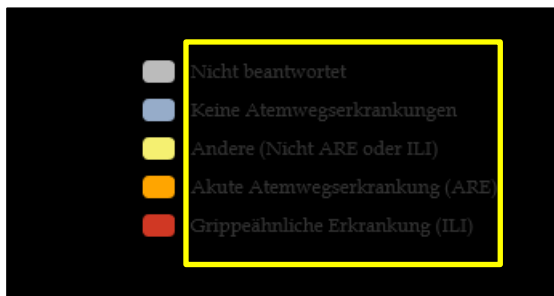 Nicht beantwortet
Keine Atemwegserkrankungen
Andere (Nicht ARE oder ILI)
Akute Atemwegserkrankung (ARE)
Grippeähnliche Erkrankung (ILI)